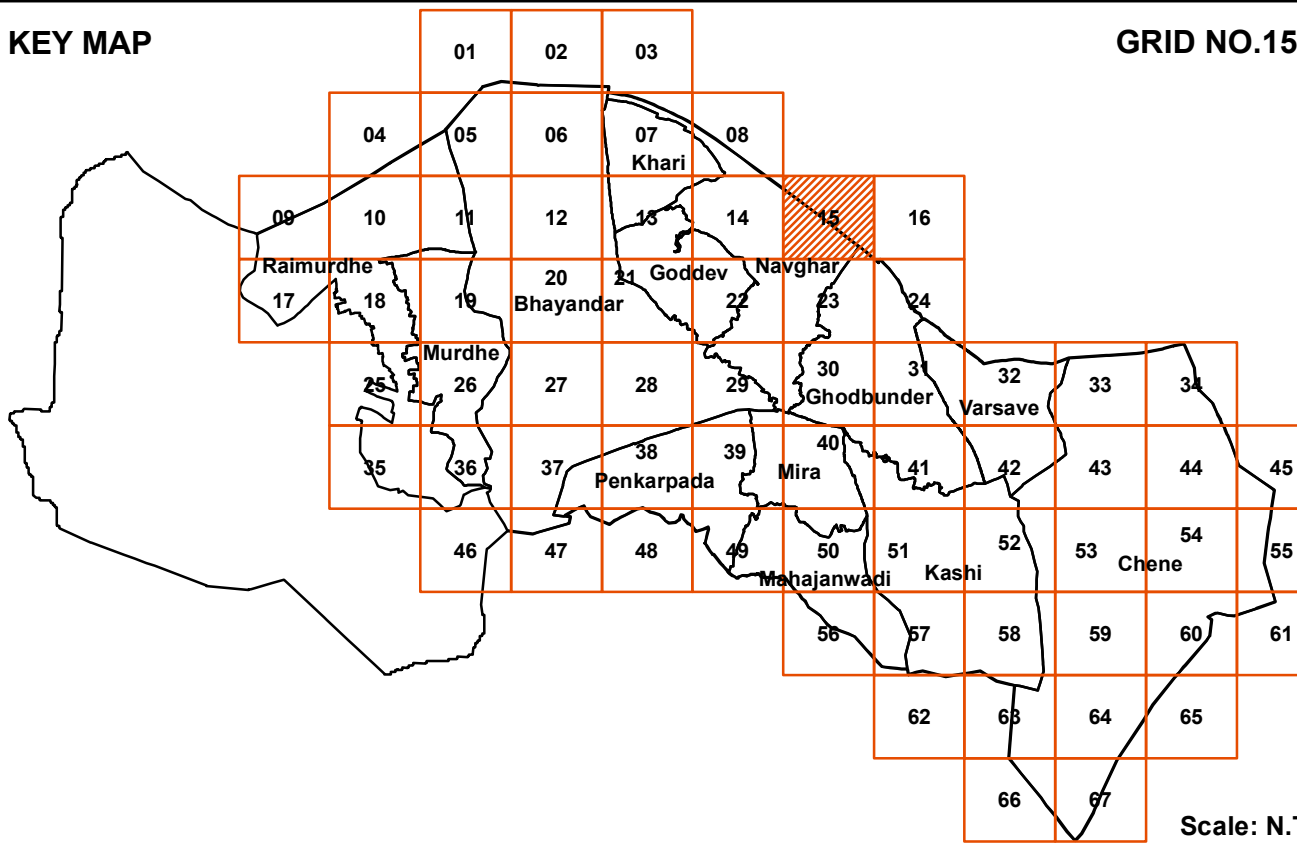 KEY MAP
GRID NO.15
01 02 03
04 05 06 07 08
Khari
09 10 11 12 13 14 15 16
Raimurdhe Goddev Navghar
17 18 19 20 21 22 23 24
Bhayandar
Murdhe
25 26 27 28 29 30 31 32 33 34
Ghodbunder Varsave
35 36 37 38 39 40 41 42 43 44 45
Penkarpada Mira
46 47 48 49 50 51 52 53 54 55
Mahajanwadi Kashi Chene
56 57 58 59 60 61
62 63 64 65
66 67
Scale: N.